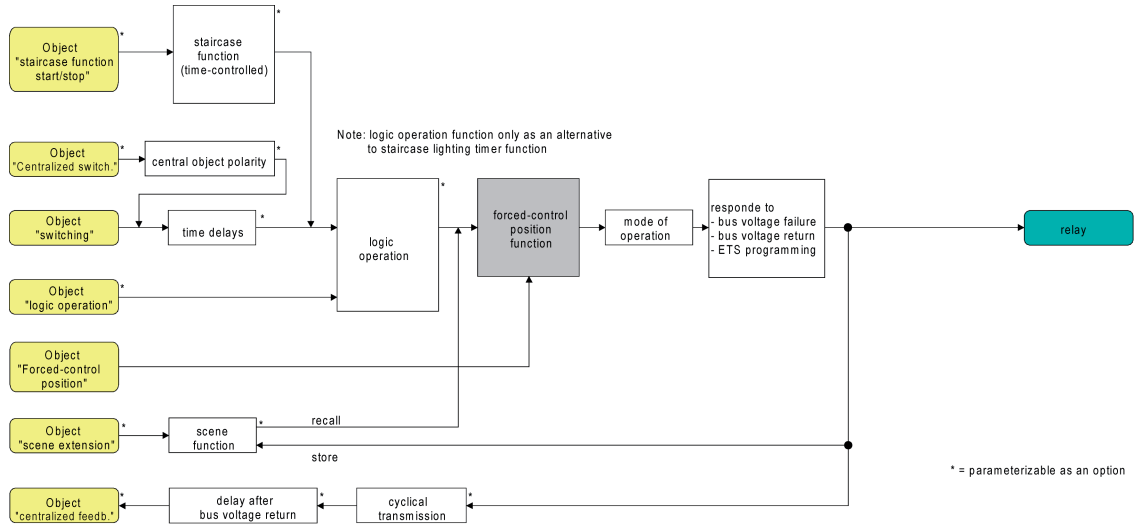 *
*
Object
"staircase function
start/stop"
staircase
function
(time-controlled)
Note: logic operation function only as an alternative
to staircase lighting timer function
*
*
Object
"Centralized switch."
central object polarity
*
*
Object
"switching"
time delays
logic
operation
*
forced-control
position
function
mode of
operation
responde to
- bus voltage failure
- bus voltage return
- ETS programming
relay
*
Object
"logic operation"
Object
"Forced-control
position"
*
*
Object
"scene extension"
scene
function
recall
store
* = parameterizable as an option
*
*
*
Object
"centralized feedb."
delay after
bus voltage return
cyclical
transmission